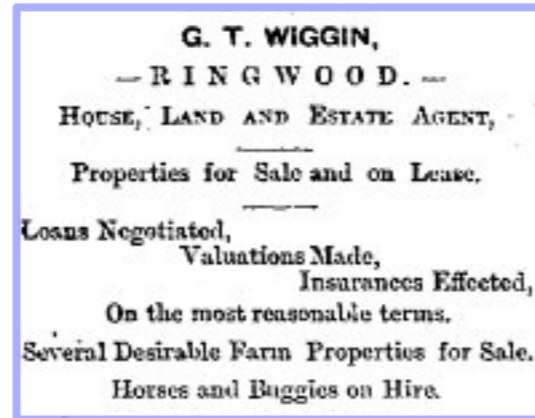 G. T. WIGGIN,
— RINGWOOD. —
HOUSE, LAND AND ESTATE AGENT,
Properties for Sale and on Lease.
Loans Negotiated,
Valuations Made,
Insurances Effected,
On the most reasonable terms.
Several Desirable Farm Properties for Sale.
Horses and Buggies on Hire.